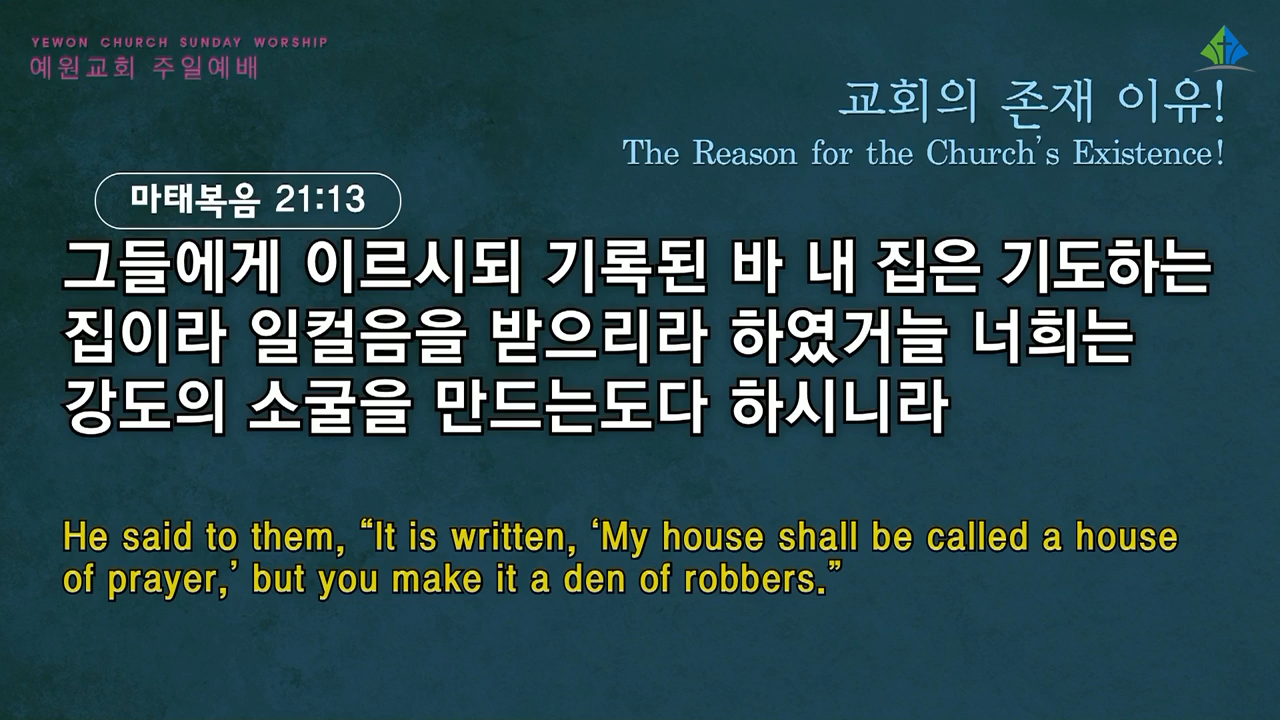 YEWON CHURCH SUNDAY WORSHIP
예원교회 주일예배
교회의 존재 이유!
The Reason for the Church's Existence!
마태복음 21:13
그들에게 이르시되 기록된 바 내 집은 기도하는
집이라 일컬음을 받으리라 하였거늘 너희는
강도의 소굴을 만드는도다 하시니라
He said to them, “It is written, ‘My house shall be called a house
of prayer,’ but you make it a den of robbers.”